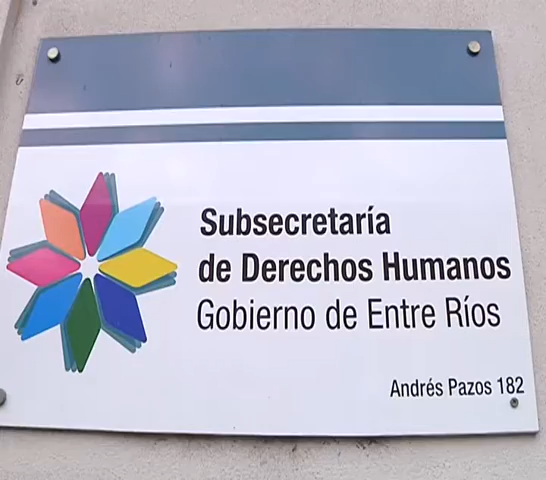 Subsecretaría
de Derechos Humanos
Gobierno de Entre Ríos
Andrés Pazos 182